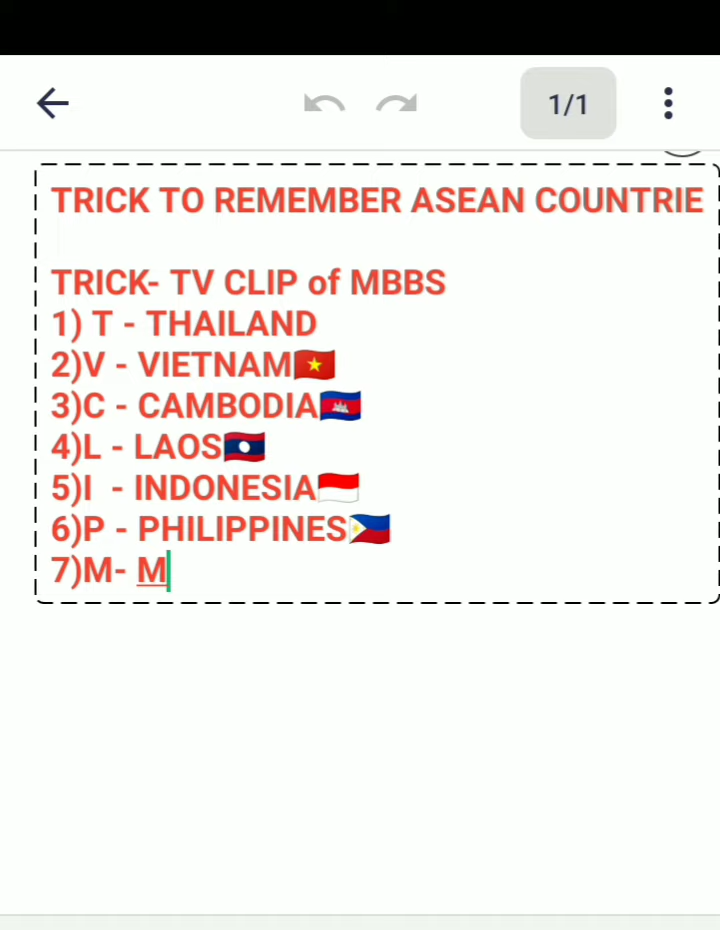 1/1
TRICK TO REMEMBER ASEAN COUNTRIE
TRICK- TV CLIP of MBBS
1) T - THAILAND
2)V - VIETNAM🇻🇳
3)C - CAMBODIA🇰🇭
4)L - LAOS🇱🇦
5)I  - INDONESIA🇮🇩
6)P - PHILIPPINES🇵🇭
7)M- M